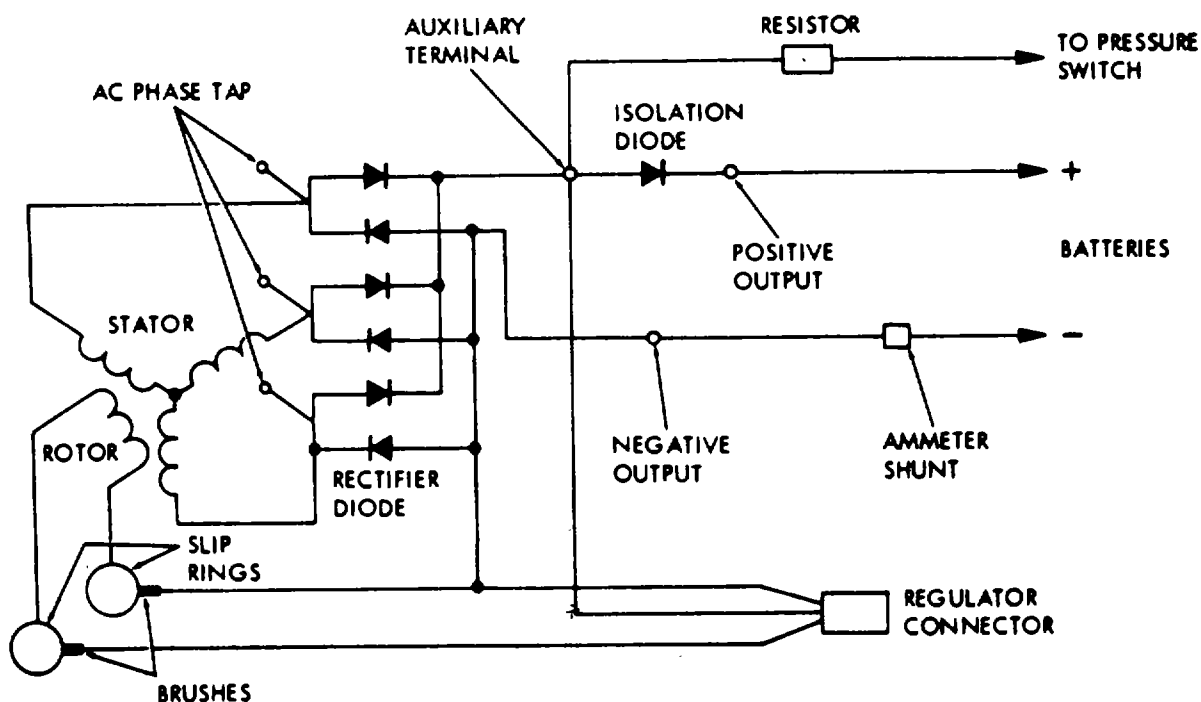 AUXILIARY
TERMINAL
RESISTOR
TO PRESSURE
SWITCH
AC PHASE TAP
ISOLATION
DIODE
+
POSITIVE
OUTPUT
BATTERIES
STATOR
-
NEGATIVE
OUTPUT
AMMETER
SHUNT
ROTOR
RECTIFIER
DIODE
SLIP
RINGS
REGULATOR
CONNECTOR
BRUSHES